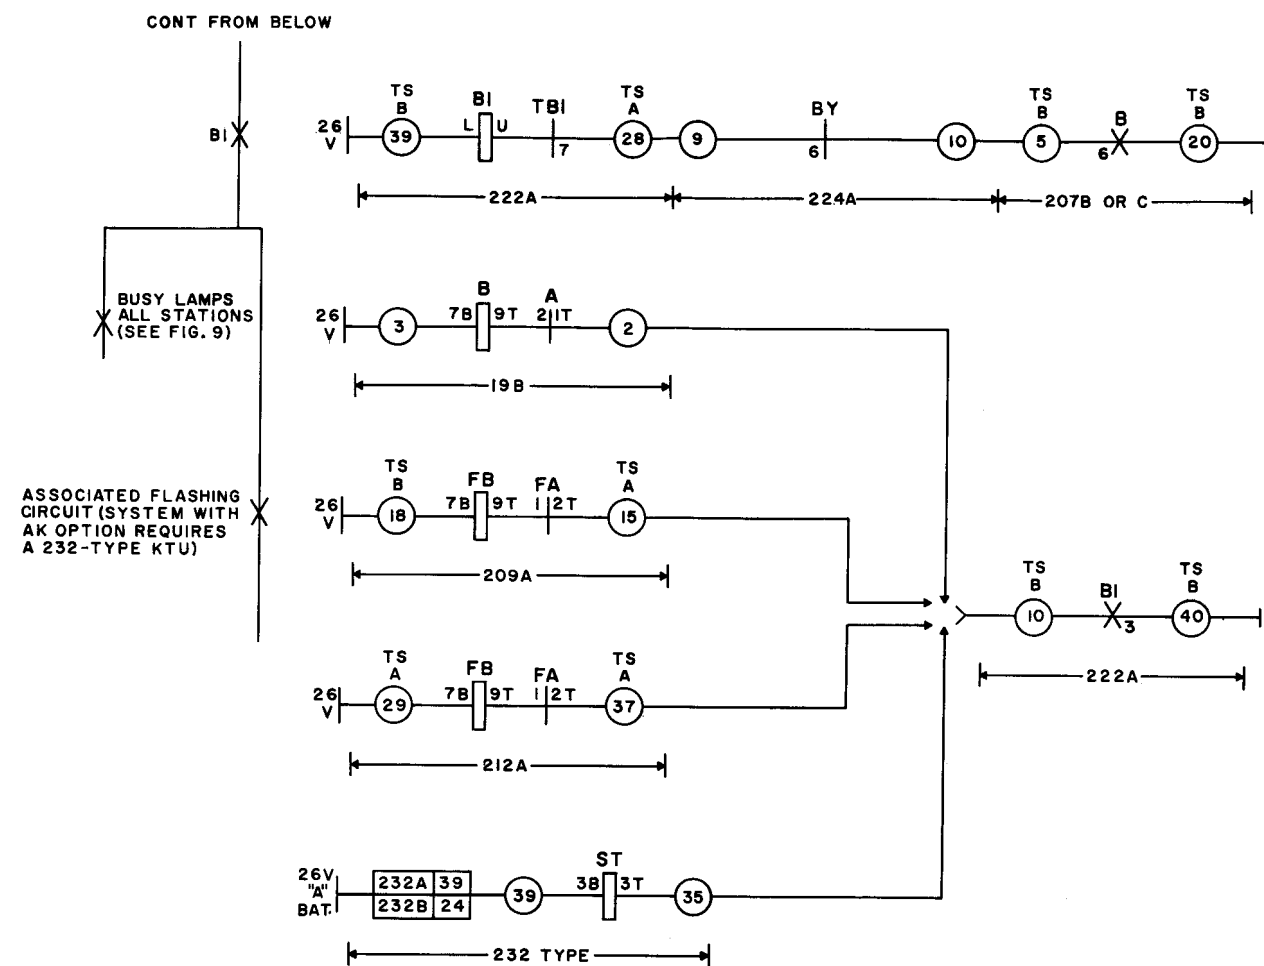 CONT FROM BELOW
B1
26 V
TS B
39
B1
L U
TB1
7
TS A
28
9
BY
6
10
TS B
5
B
6
TS B
20
222A
224A
207B OR C
BUSY LAMPS
ALL STATIONS
(SEE FIG. 9)
26 V
3
B
7B 9T
A
2 1T
2
19B
ASSOCIATED FLASHING
CIRCUIT (SYSTEM WITH
AK OPTION REQUIRES
A 232-TYPE KTU)
26 V
TS B
18
FB
7B 9T
FA
1 2T
TS A
15
209A
TS B
10
B1
3
TS B
40
222A
26 V
TS A
29
FB
7B 9T
FA
1 2T
TS A
37
212A
26V
"A"
BAT.
232A 39
232B 24
39
ST
3B 3T
35
232 TYPE